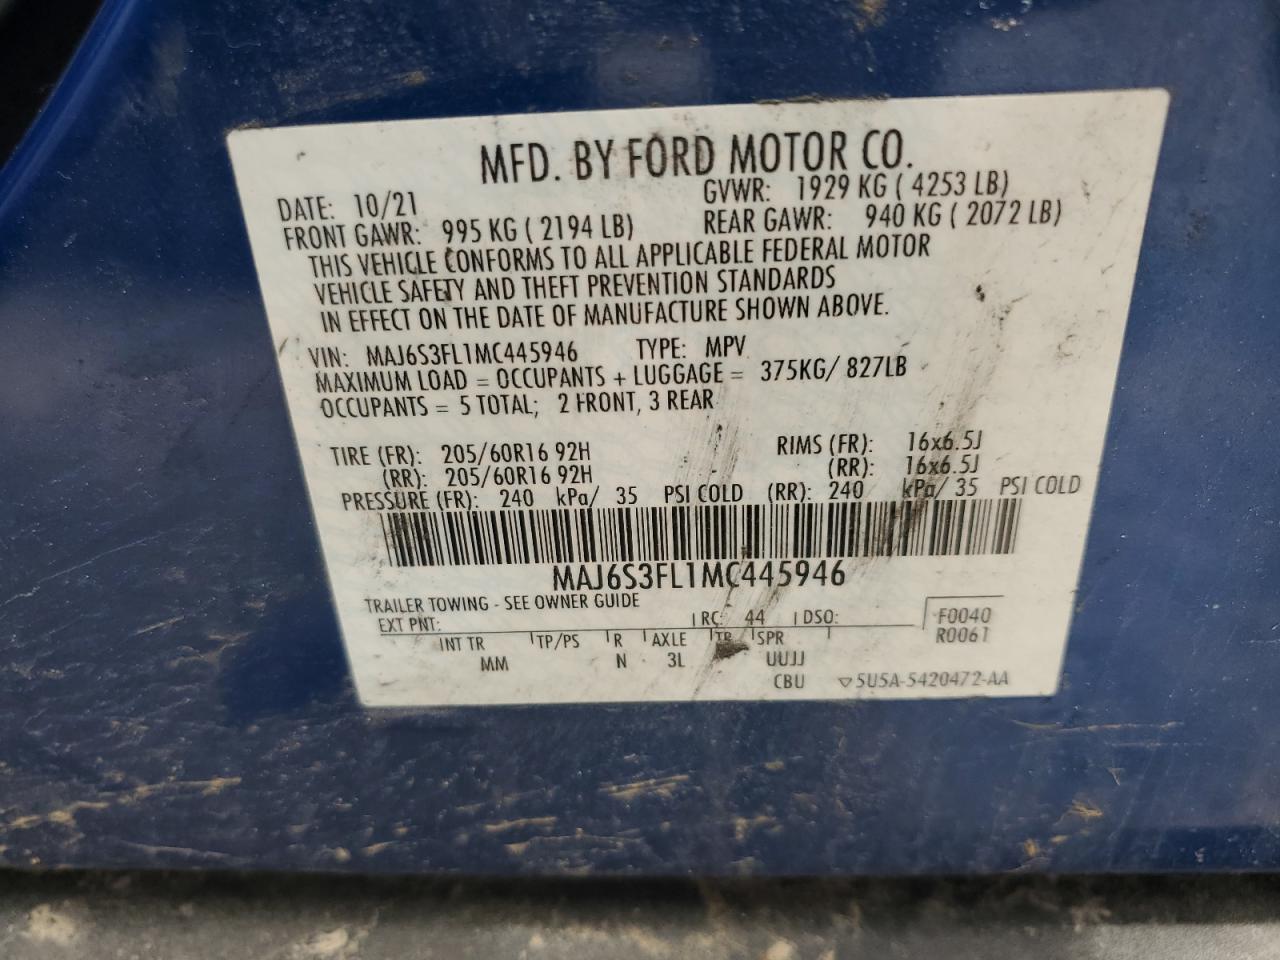 MFD. BY FORD MOTOR CO.
DATE: 10/21 GVWR: 1929 KG ( 4253 LB)
FRONT GAWR: 995 KG ( 2194 LB) REAR GAWR: 940 KG ( 2072 LB)
THIS VEHICLE CONFORMS TO ALL APPLICABLE FEDERAL MOTOR
VEHICLE SAFETY AND THEFT PREVENTION STANDARDS
IN EFFECT ON THE DATE OF MANUFACTURE SHOWN ABOVE.
VIN: MAJ6S3FL1MC445946 TYPE: MPV
MAXIMUM LOAD = OCCUPANTS + LUGGAGE = 375KG/ 827LB
OCCUPANTS = 5 TOTAL; 2 FRONT, 3 REAR
TIRE (FR): 205/60R16 92H RIMS (FR): 16x6.5J
(RR): 205/60R16 92H (RR): 16x6.5J
PRESSURE (FR): 240 kPa/ 35 PSI COLD (RR): 240 kPa/ 35 PSI COLD
MAJ6S3FL1MC445946
TRAILER TOWING - SEE OWNER GUIDE
EXT PNT: RC: 44 DSO: F0040
R0061
INT TR TP/PS R AXLE TR SPR
MM N 3L UUJJ
CBU ▽5U5A-5420472-AA